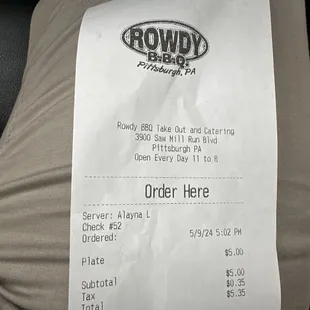 ROWDY
B.B.Q.
Pittsburgh, PA
Rowdy BBQ Take Out and Catering
3900 Saw Mill Run Blvd
Pittsburgh PA
Open Every Day 11 to 8
Order Here
Server: Alayna L
Check #52
Ordered: 5/9/24 5:02 PM
Plate $5.00
Subtotal $5.00
Tax $0.35
Total $5.35